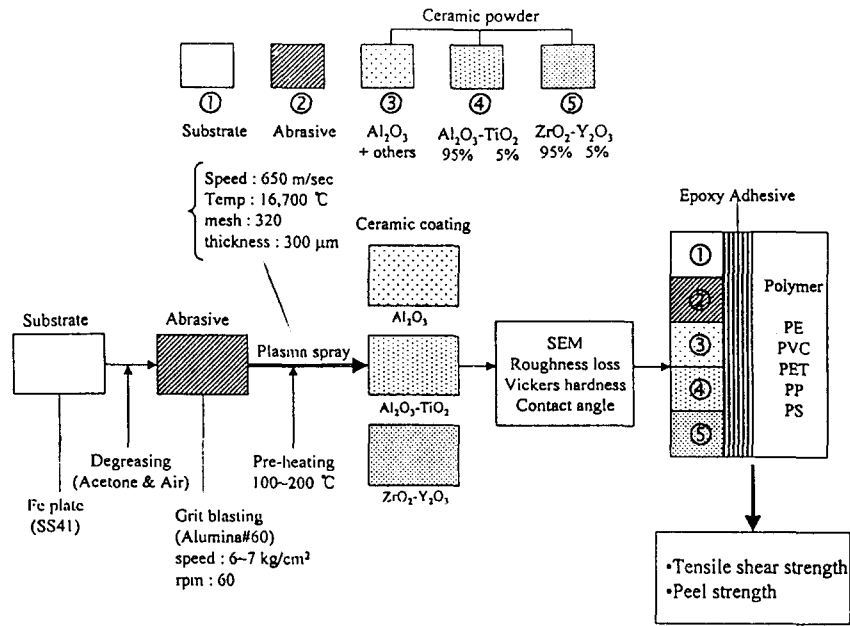 Ceramic powder
① ② ③ ④ ⑤
Substrate Abrasive Al₂O₃ Al₂O₃-TiO₂ ZrO₂-Y₂O₃
+ others 95% 5% 95% 5%
Speed : 650 m/sec
Temp : 16,700 ℃
mesh : 320
thickness : 300 μm
Ceramic coating
Al₂O₃
Al₂O₃-TiO₂
ZrO₂-Y₂O₃
Substrate
Abrasive
Plasma spray
Degreasing
(Acetone & Air)
Pre-heating
100~200 ℃
Fe plate
(SS41)
Grit blasting
(Alumina#60)
speed : 6~7 kg/cm²
rpm : 60
SEM
Roughness loss
Vickers hardness
Contact angle
Epoxy Adhesive
①
②
③
④
⑤
Polymer
PE
PVC
PET
PP
PS
•Tensile shear strength
•Peel strength